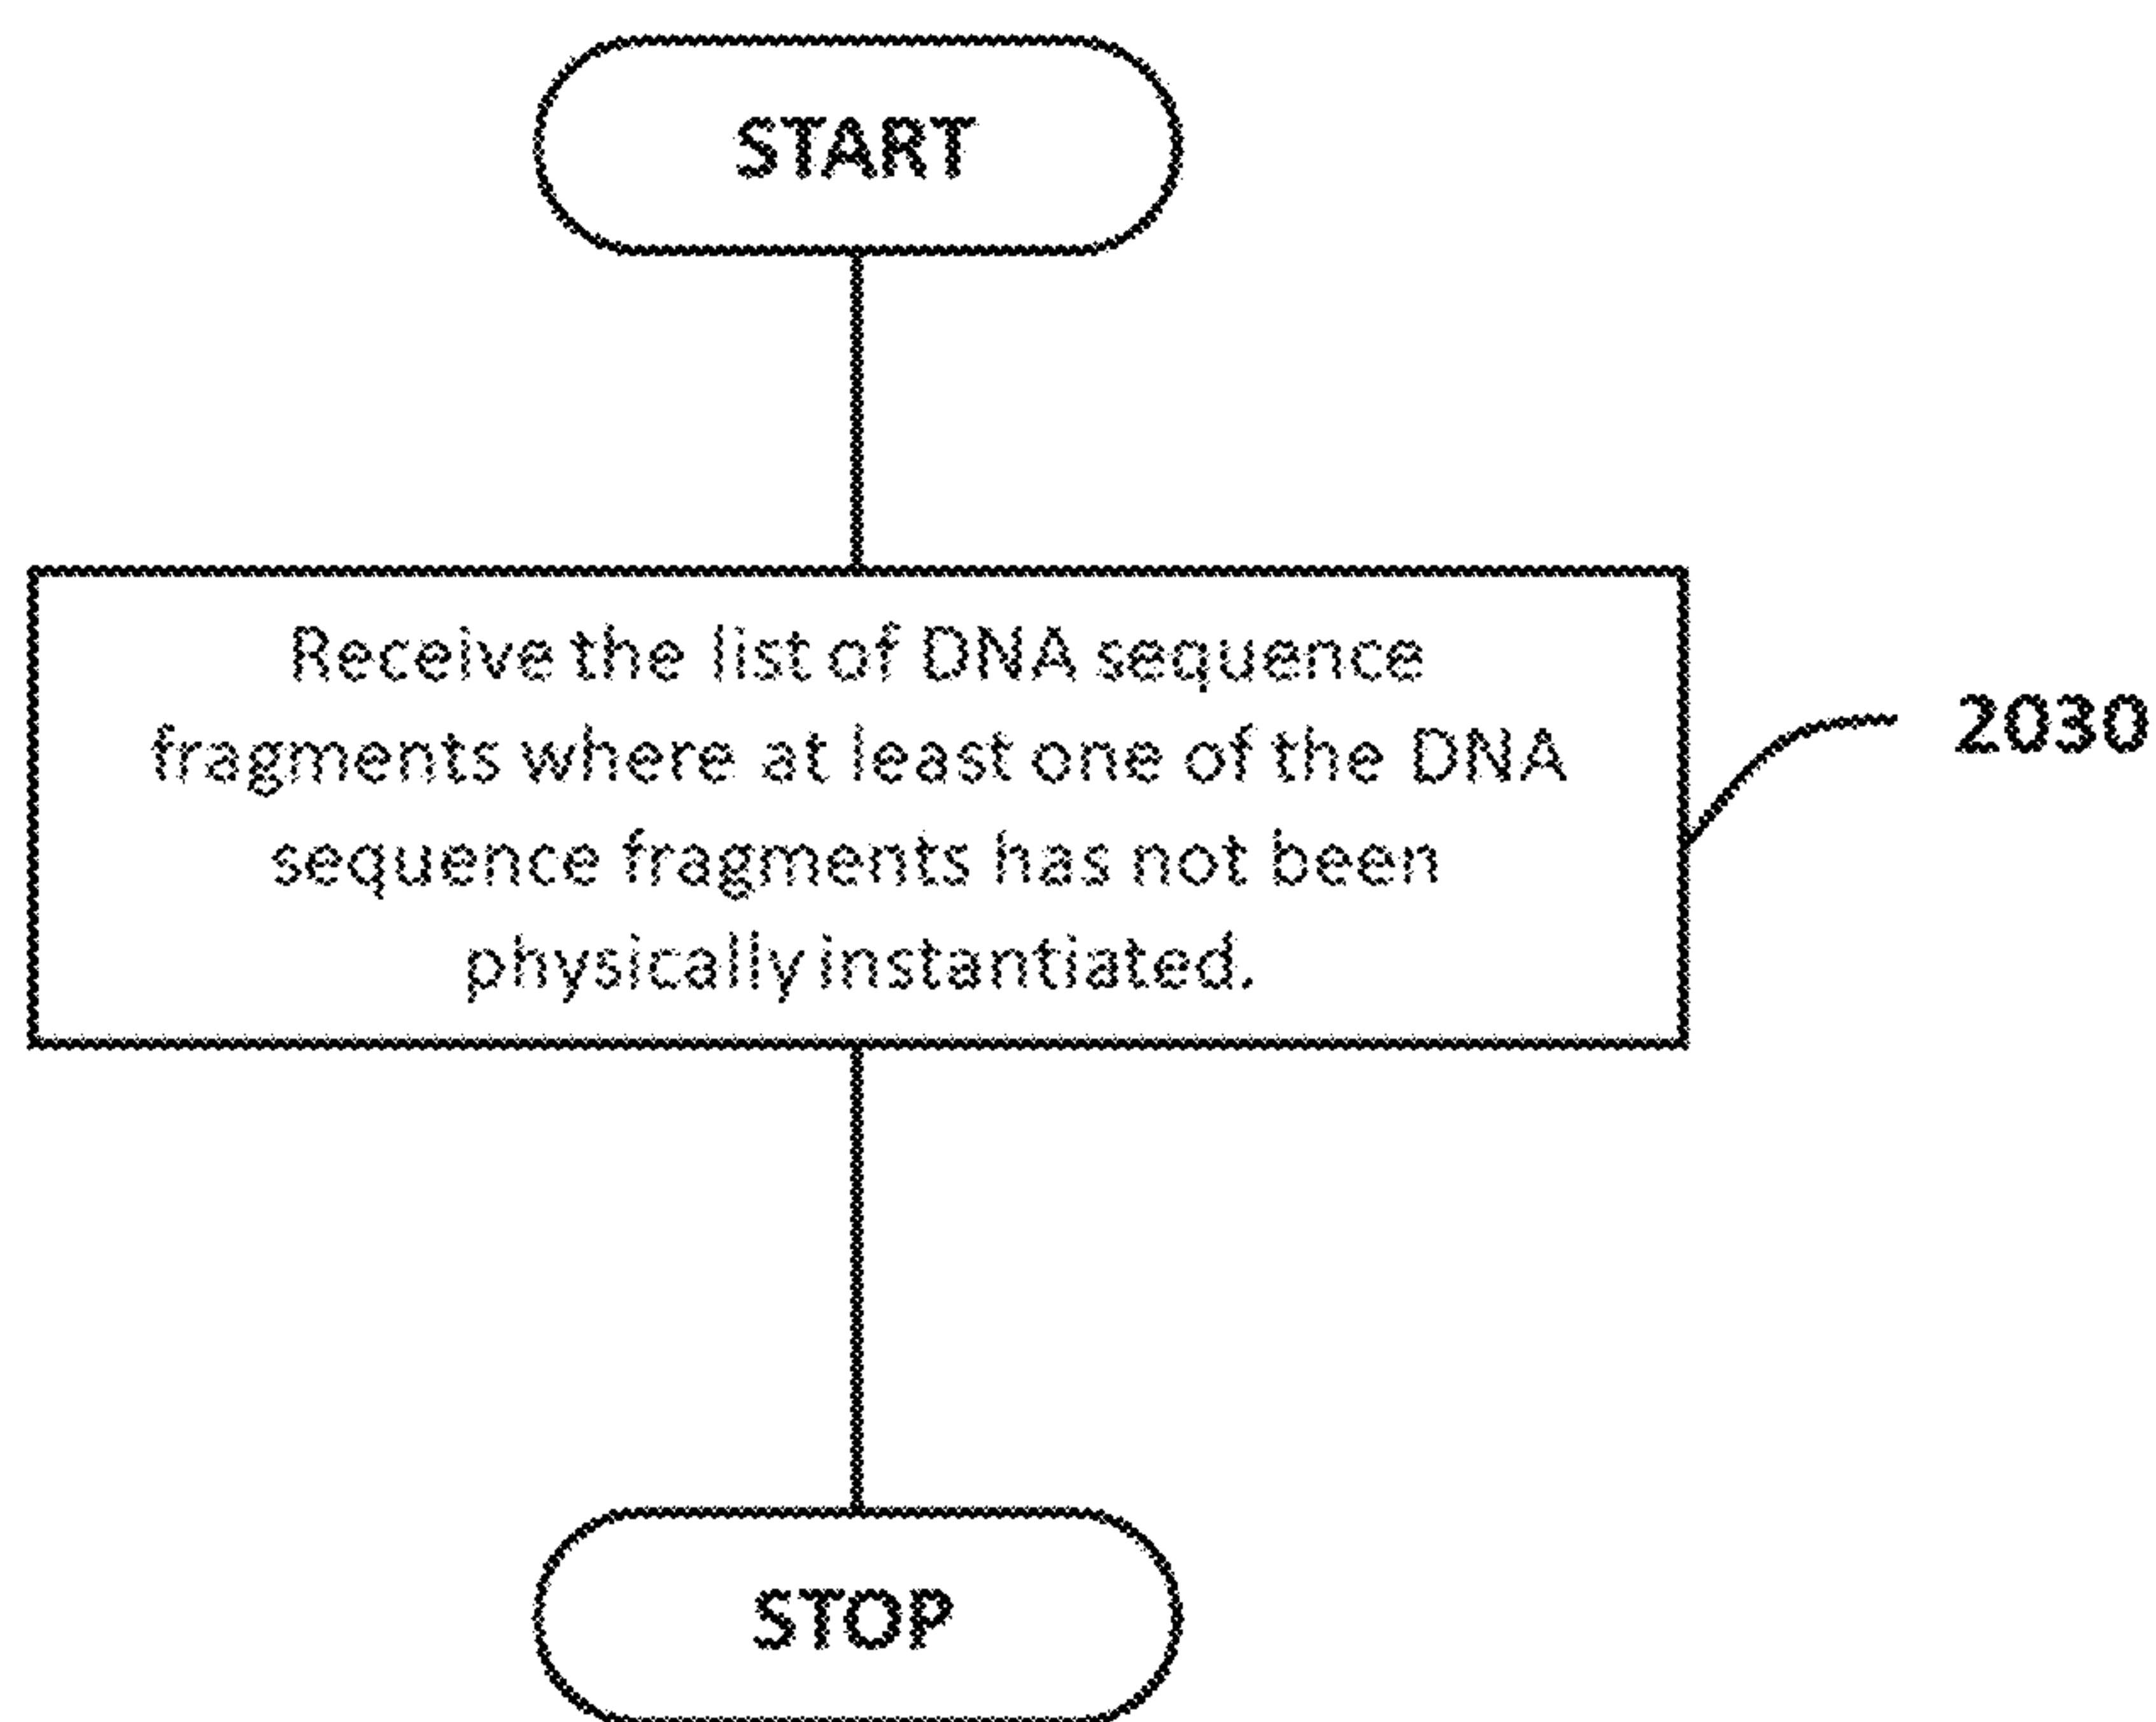 START
Receive the list of DNA sequence
fragments where at least one of the DNA
sequence fragments has not been
physically instantiated.
2030
STOP